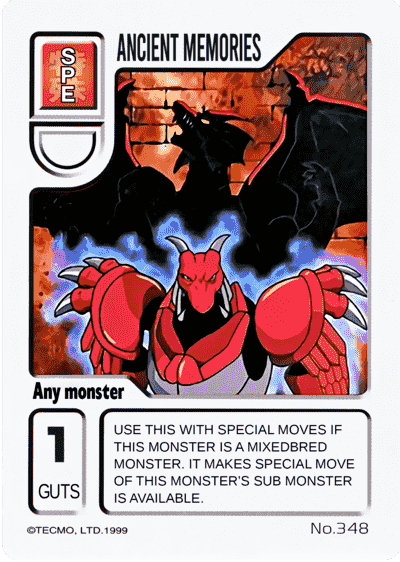 SPE
ANCIENT MEMORIES
Any monster
1
GUTS
USE THIS WITH SPECIAL MOVES IF
THIS MONSTER IS A MIXEDBRED
MONSTER. IT MAKES SPECIAL MOVE
OF THIS MONSTER'S SUB MONSTER
IS AVAILABLE.
©TECMO, LTD.1999
No.348